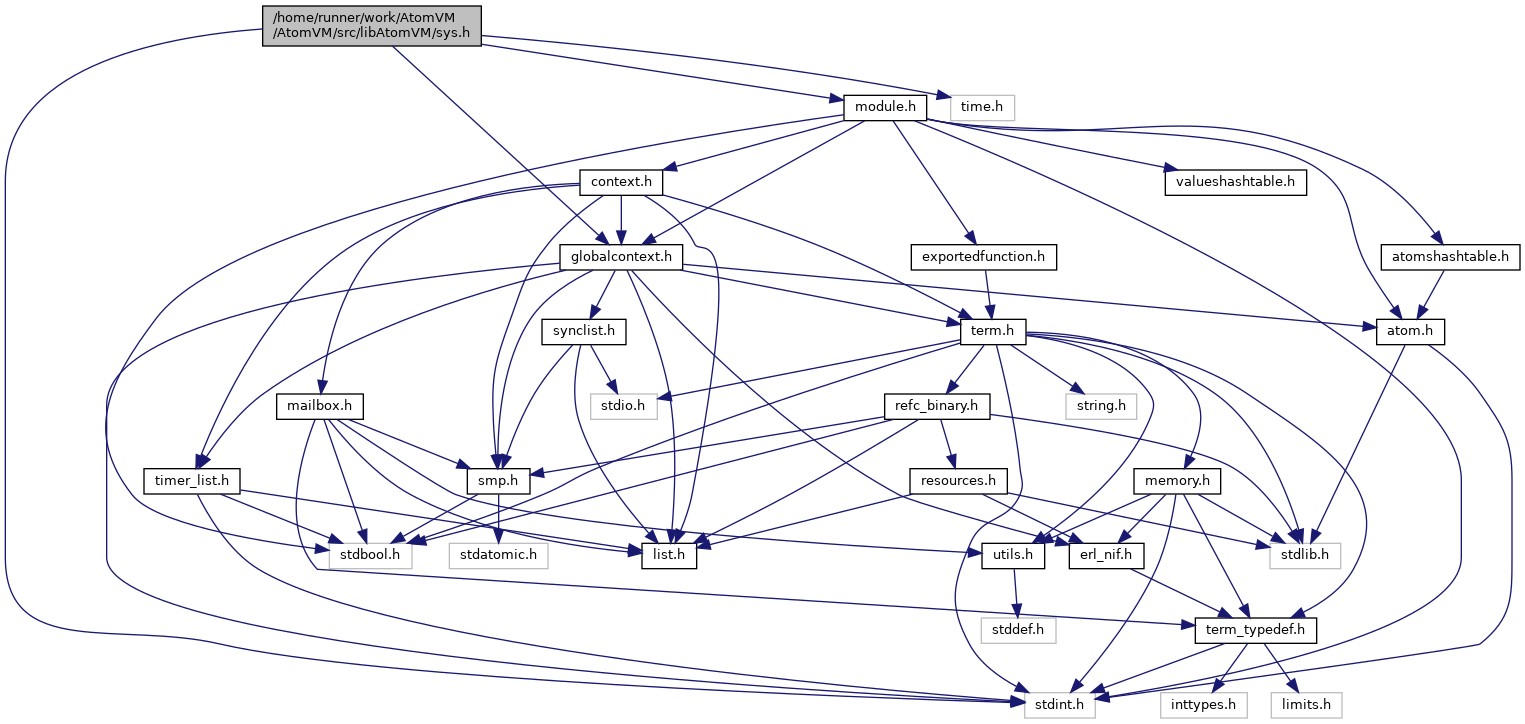 /home/runner/work/AtomVM
/AtomVM/src/libAtomVM/sys.h
module.h
time.h
context.h
valueshashtable.h
globalcontext.h
exportedfunction.h
atomshashtable.h
synclist.h
term.h
atom.h
mailbox.h
stdio.h
refc_binary.h
string.h
timer_list.h
smp.h
resources.h
memory.h
stdbool.h
stdatomic.h
list.h
utils.h
erl_nif.h
stdlib.h
stddef.h
term_typedef.h
stdint.h
inttypes.h
limits.h